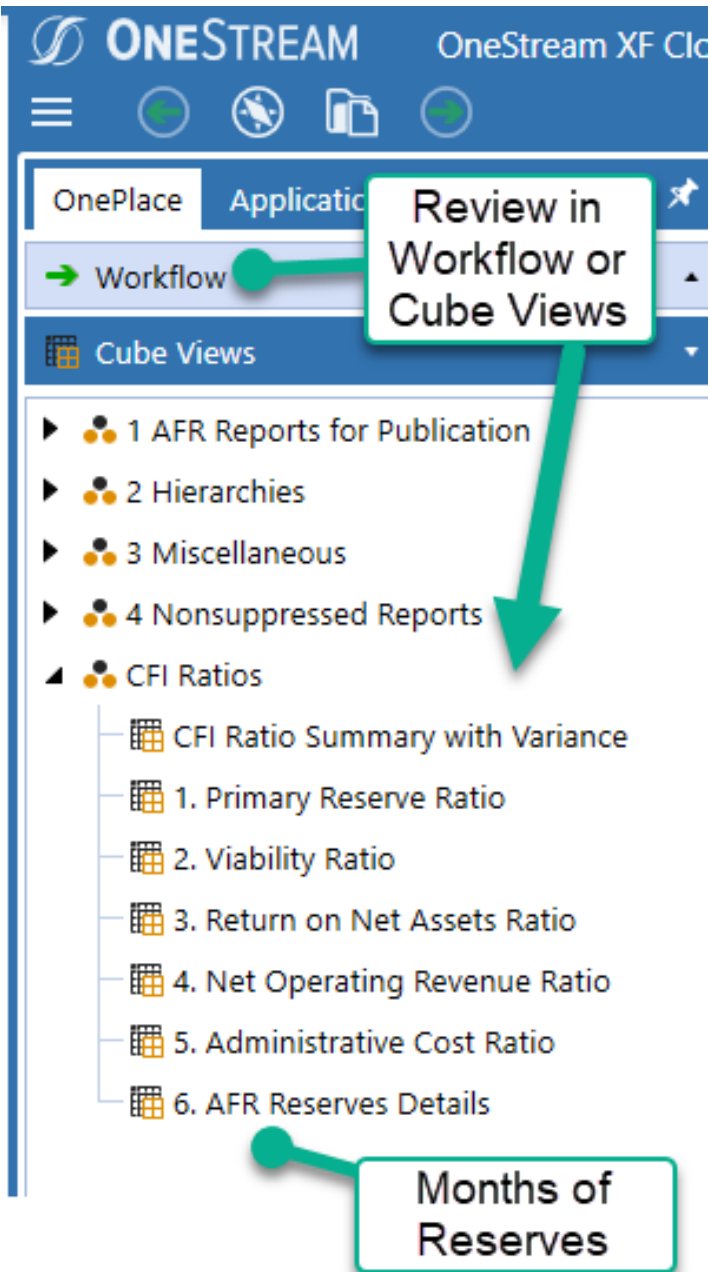 ONESTREAM OneStream XF Clo
OnePlace Applicatio
Review in
Workflow or
Cube Views
Workflow
Cube Views
1 AFR Reports for Publication
2 Hierarchies
3 Miscellaneous
4 Nonsuppressed Reports
CFI Ratios
CFI Ratio Summary with Variance
1. Primary Reserve Ratio
2. Viability Ratio
3. Return on Net Assets Ratio
4. Net Operating Revenue Ratio
5. Administrative Cost Ratio
6. AFR Reserves Details
Months of
Reserves